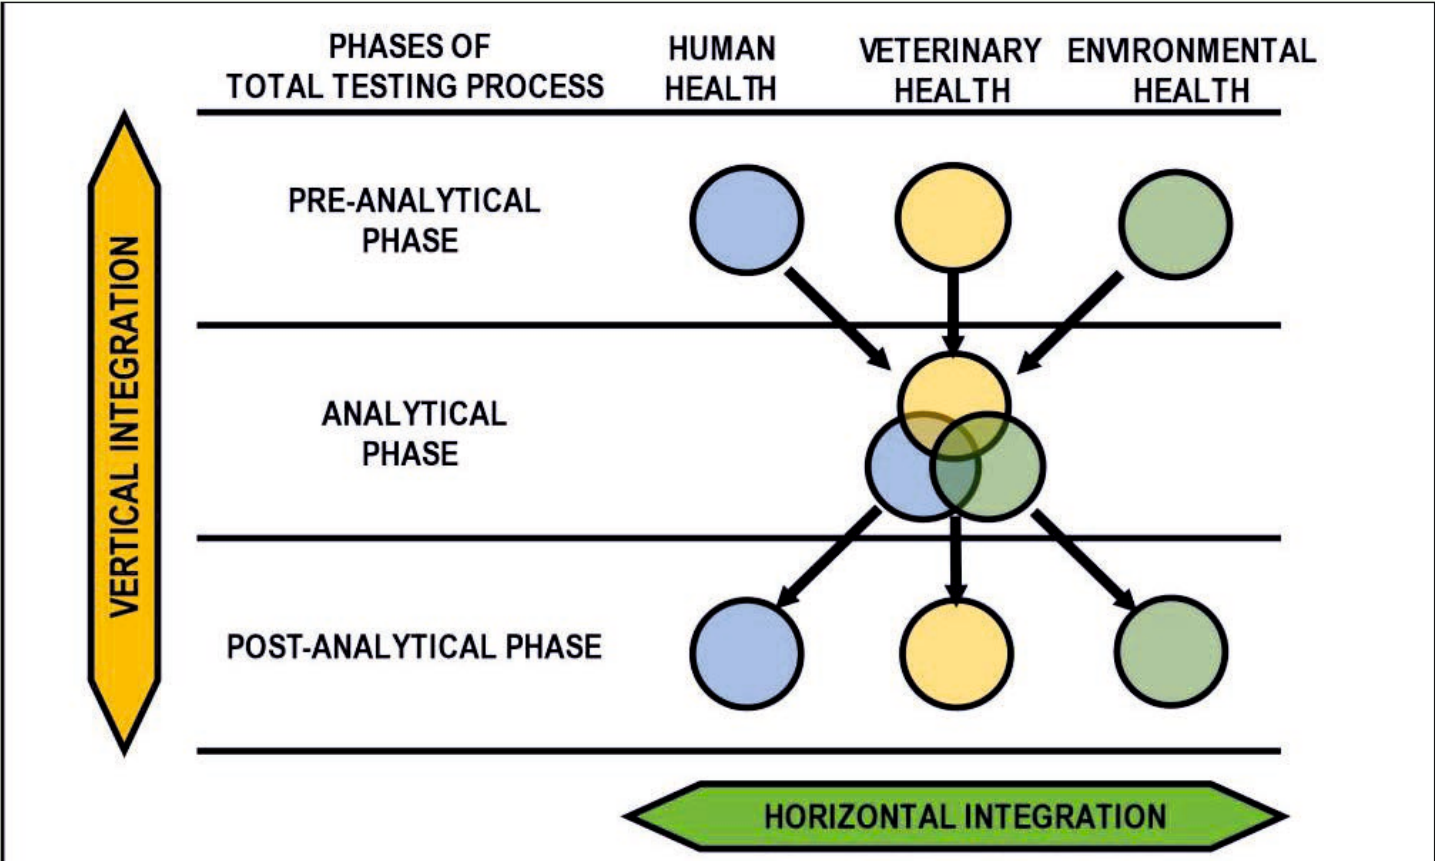 PHASES OF
TOTAL TESTING PROCESS
HUMAN
HEALTH
VETERINARY
HEALTH
ENVIRONMENTAL
HEALTH
PRE-ANALYTICAL
PHASE
ANALYTICAL
PHASE
POST-ANALYTICAL PHASE
VERTICAL INTEGRATION
HORIZONTAL INTEGRATION